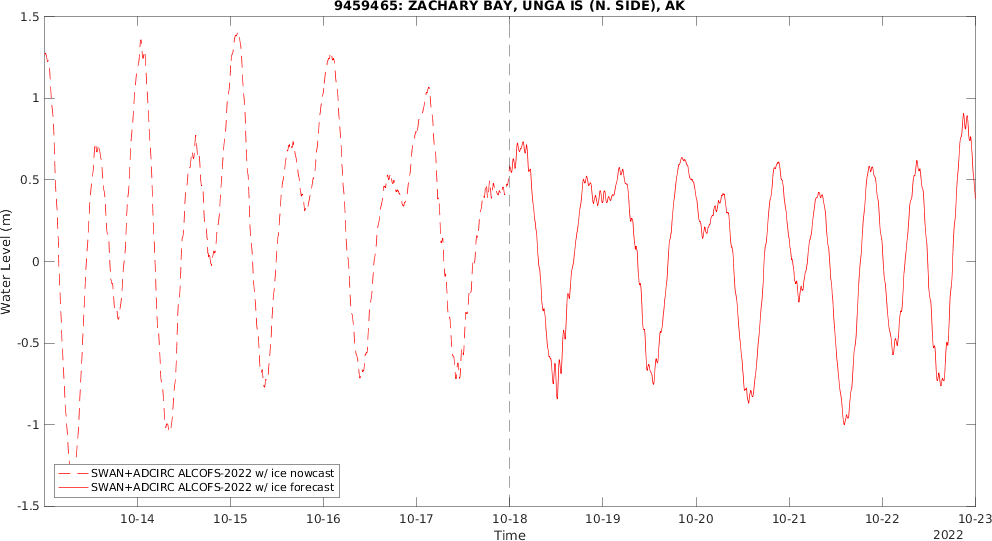 9459465: ZACHARY BAY, UNGA IS (N. SIDE), AK
1.5
1
0.5
0
-0.5
-1
-1.5
Water Level (m)
SWAN+ADCIRC ALCOFS-2022 w/ ice nowcast
SWAN+ADCIRC ALCOFS-2022 w/ ice forecast
10-14 10-15 10-16 10-17 10-18 10-19 10-20 10-21 10-22 10-23
Time
2022